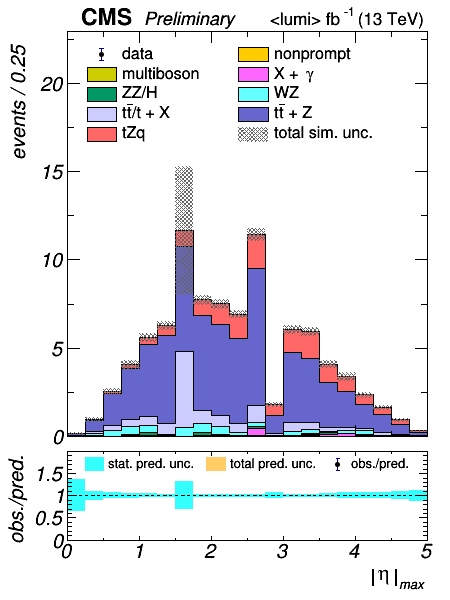 CMS Preliminary <lumi> fb⁻¹ (13 TeV)
events / 0.25
data
nonprompt
multiboson
X + γ
ZZ/H
WZ
tt̄/t + X
tt̄ + Z
tZq
total sim. unc.
20
15
10
5
0
obs./pred.
stat. pred. unc.
total pred. unc.
obs./pred.
1.5
1
0.5
0
0 1 2 3 4 5
|η|max